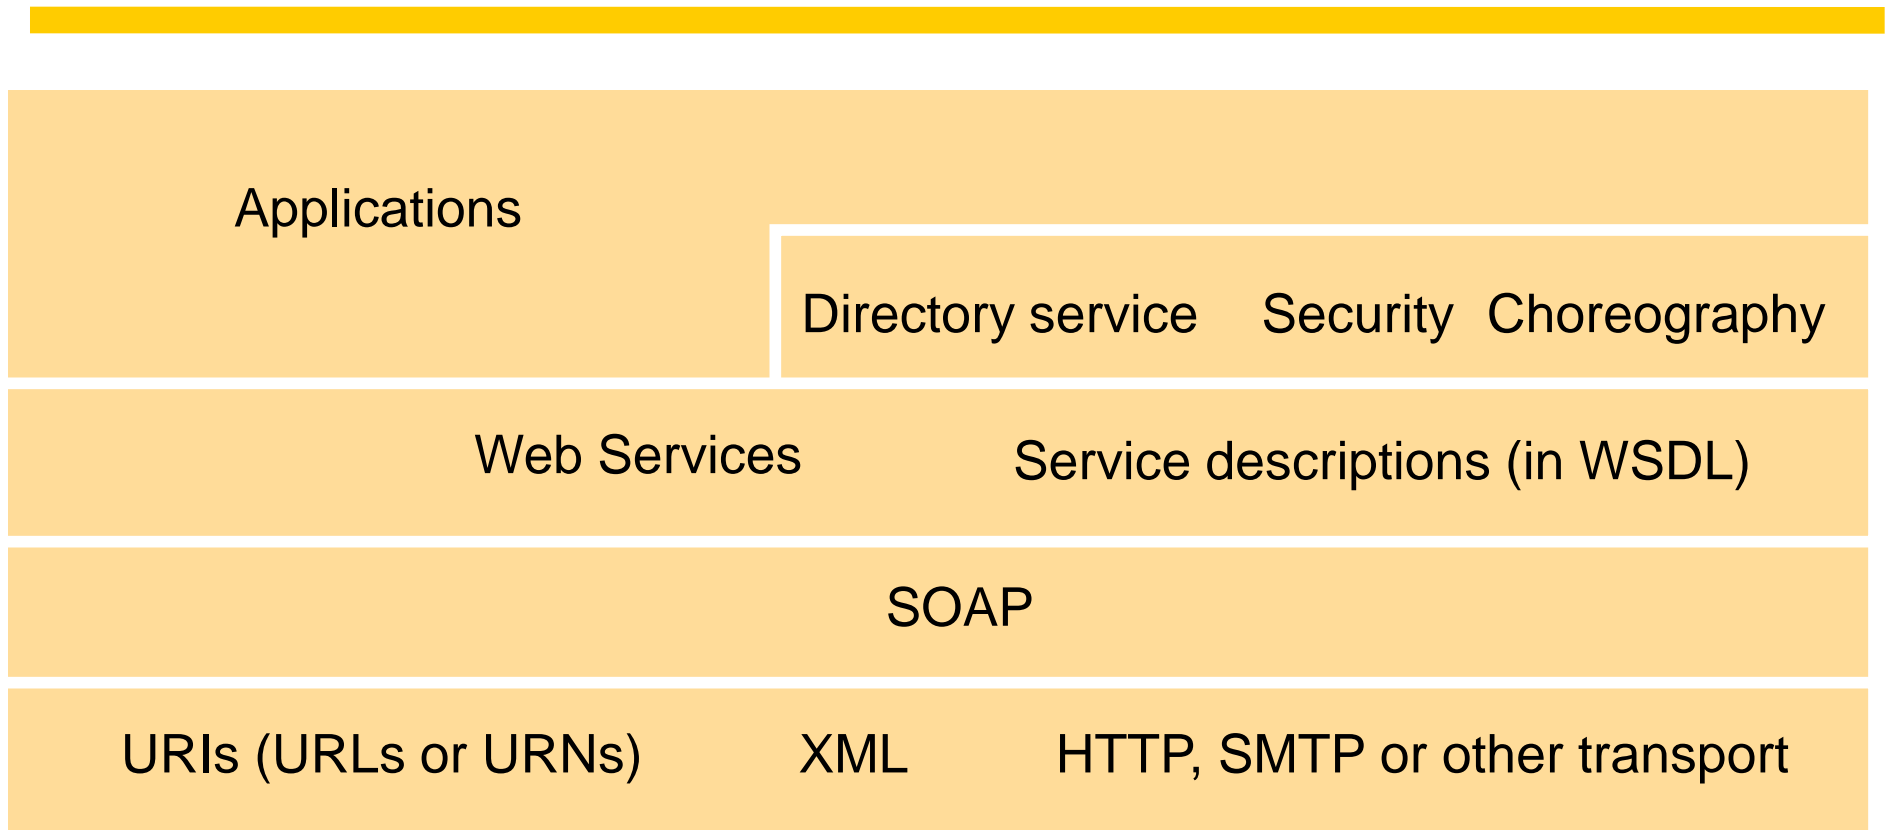 Applications
Directory service Security Choreography
Web Services Service descriptions (in WSDL)
SOAP
URIs (URLs or URNs) XML HTTP, SMTP or other transport